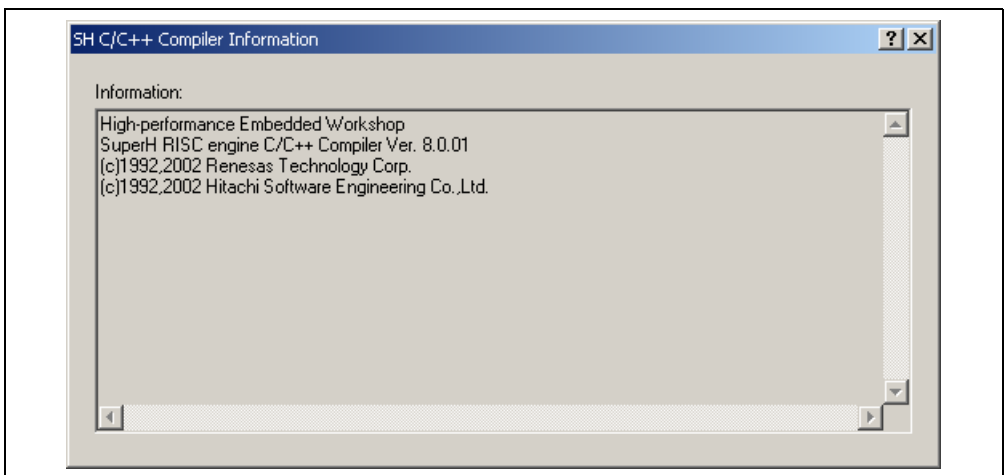 SH C/C++ Compiler Information
Information:
High-performance Embedded Workshop
SuperH RISC engine C/C++ Compiler Ver. 8.0.01
(c)1992,2002 Renesas Technology Corp.
(c)1992,2002 Hitachi Software Engineering Co.,Ltd.